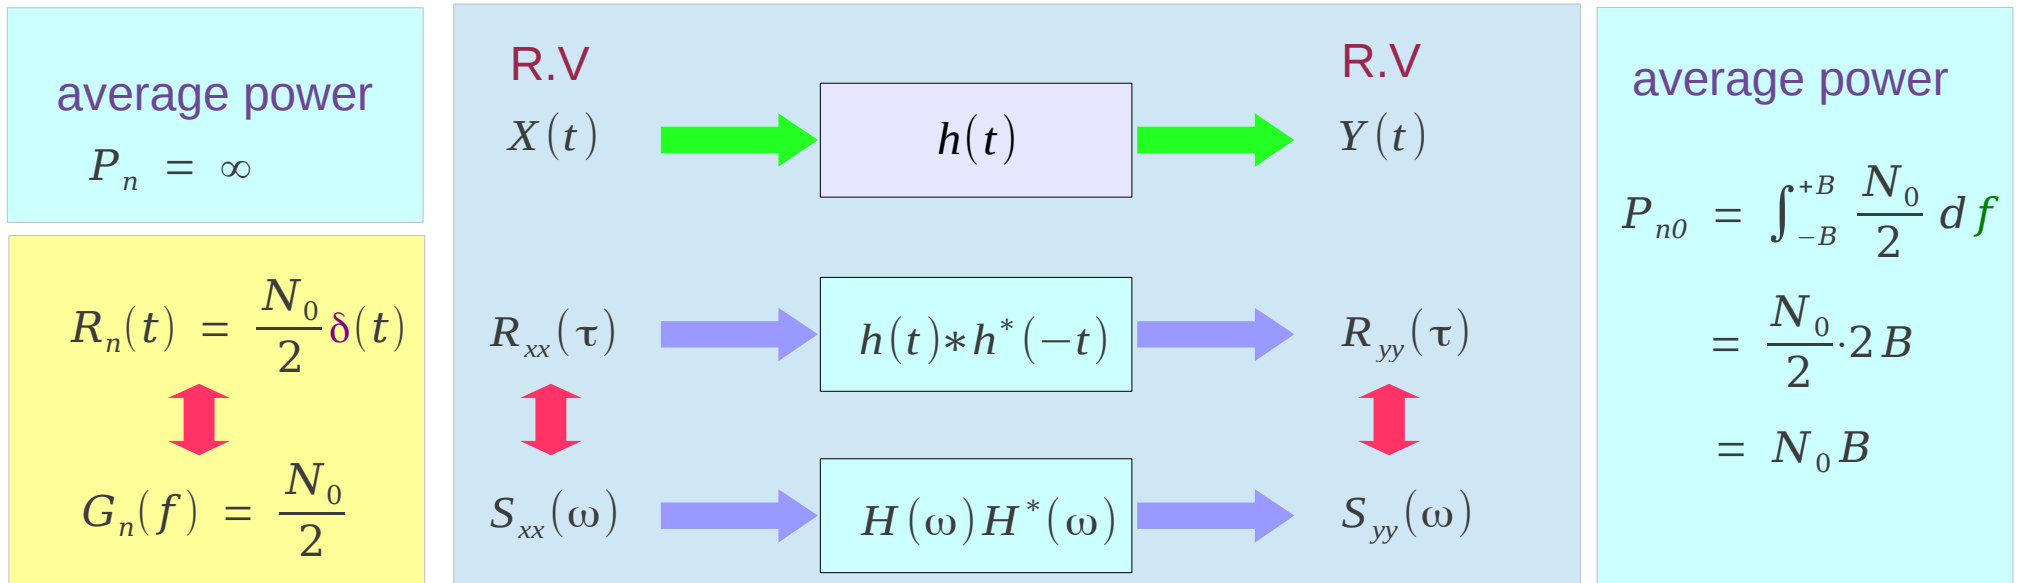 average power
P_n = ∞
R_n(t) = N_0/2 δ(t)
G_n(f) = N_0/2
R.V
R.V
X(t)
h(t)
Y(t)
R_xx(τ)
h(t)*h^*(−t)
R_yy(τ)
S_xx(ω)
H(ω)H^*(ω)
S_yy(ω)
average power
P_n0 = ∫_−B^+B N_0/2 df
= N_0/2 · 2B
= N_0 B